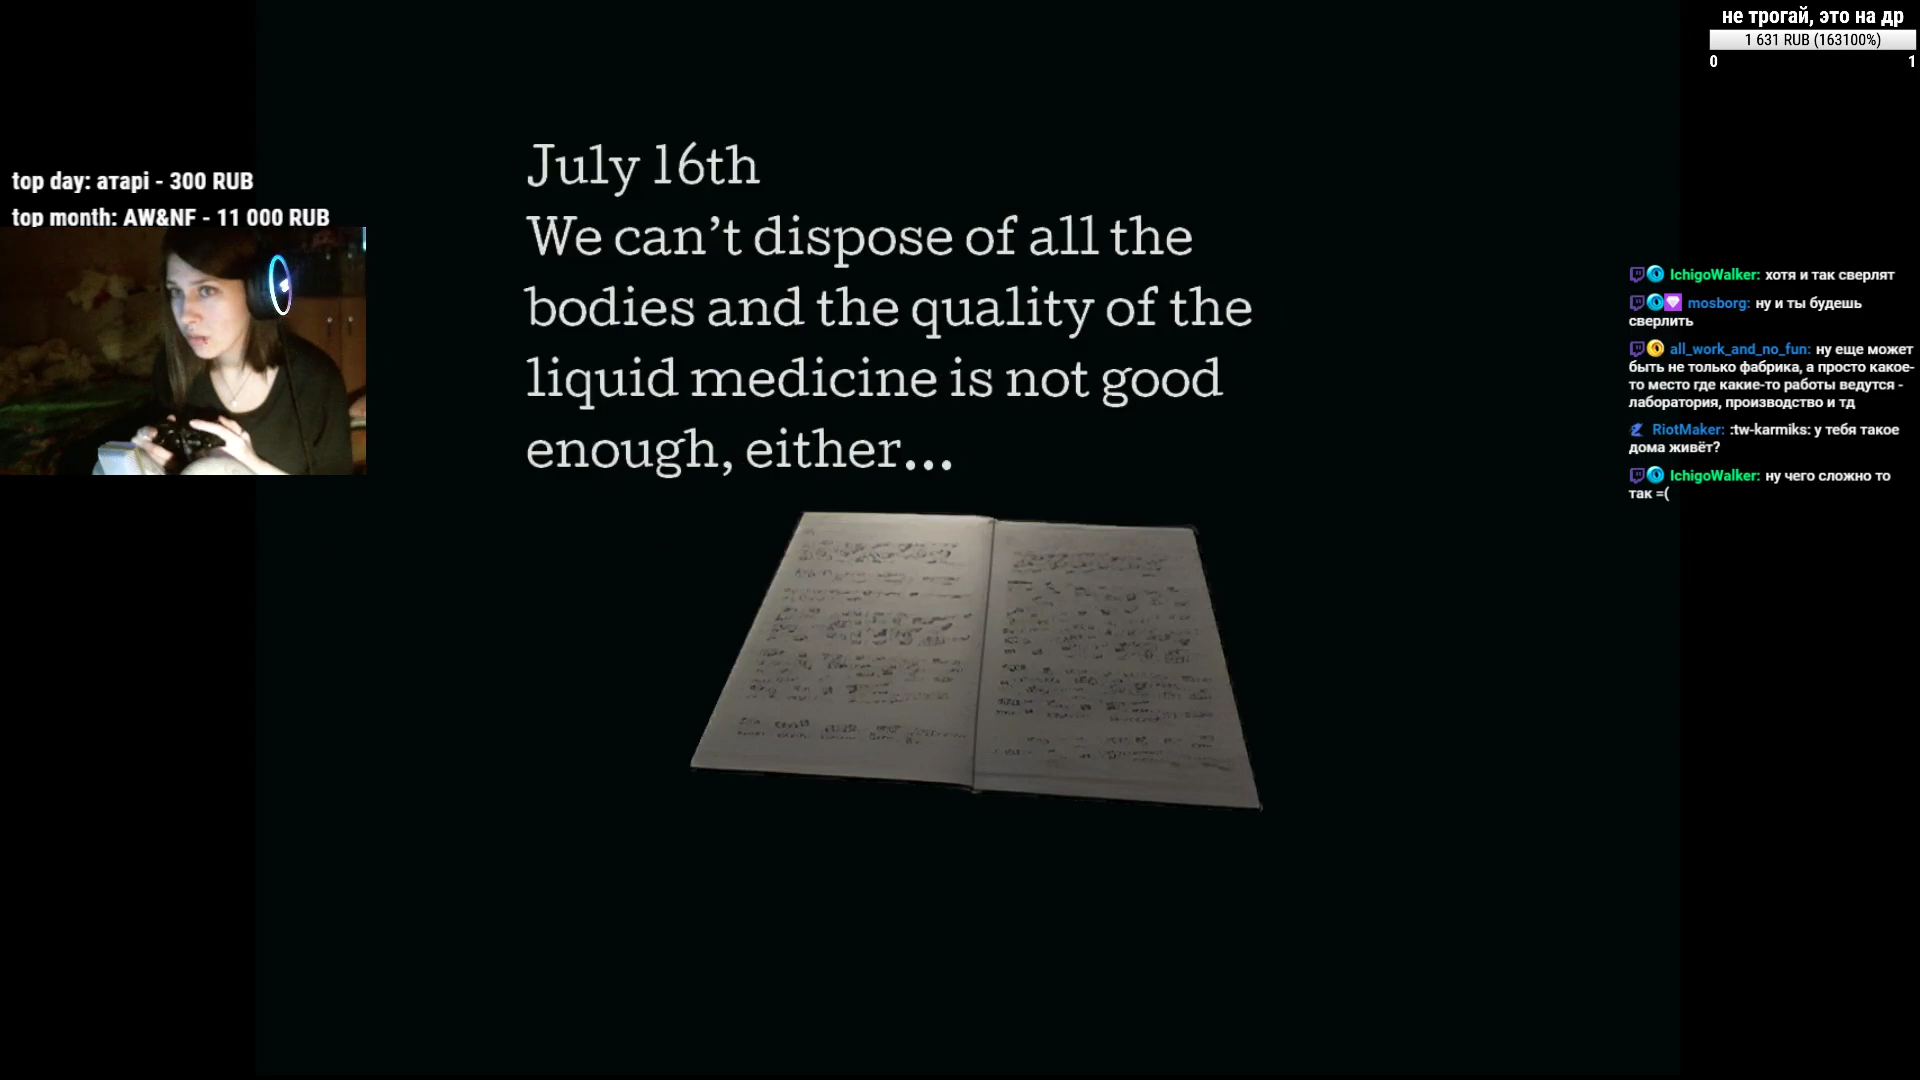 не трогай, это на др
1 631 RUB (163100%)
0 1
top day: атарі - 300 RUB
top month: AW&NF - 11 000 RUB
July 16th
We can’t dispose of all the
bodies and the quality of the
liquid medicine is not good
enough, either...
IchigoWalker: хотя и так сверлят
mosborg: ну и ты будешь
сверлить
all_work_and_no_fun: ну еще может
быть не только фабрика, а просто какое-
то место где какие-то работы ведутся -
лаборатория, производство и тд
RiotMaker: :tw-karmiks: у тебя такое
дома живёт?
IchigoWalker: ну чего сложно то
так =(